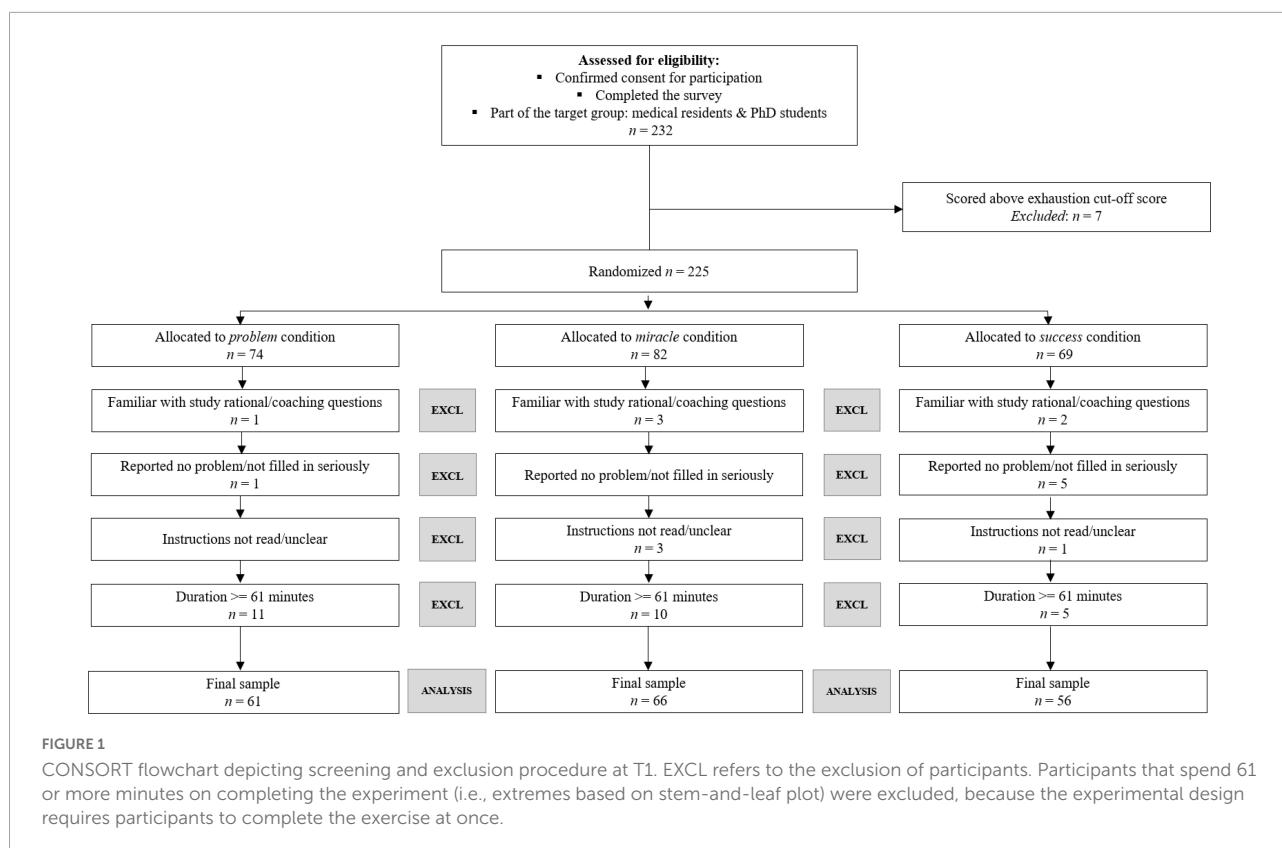 Assessed for eligibility:
▪ Confirmed consent for participation
▪ Completed the survey
▪ Part of the target group: medical residents & PhD students
n = 232
Scored above exhaustion cut-off score
Excluded: n = 7
Randomized n = 225
Allocated to problem condition
n = 74
Allocated to miracle condition
n = 82
Allocated to success condition
n = 69
Familiar with study rational/coaching questions
n = 1
EXCL
Familiar with study rational/coaching questions
n = 3
EXCL
Familiar with study rational/coaching questions
n = 2
Reported no problem/not filled in seriously
n = 1
EXCL
Reported no problem/not filled in seriously
EXCL
Reported no problem/not filled in seriously
n = 5
Instructions not read/unclear
EXCL
Instructions not read/unclear
n = 3
EXCL
Instructions not read/unclear
n = 1
Duration >= 61 minutes
n = 11
EXCL
Duration >= 61 minutes
n = 10
EXCL
Duration >= 61 minutes
n = 5
Final sample
n = 61
ANALYSIS
Final sample
n = 66
ANALYSIS
Final sample
n = 56
FIGURE 1
CONSORT flowchart depicting screening and exclusion procedure at T1. EXCL refers to the exclusion of participants. Participants that spend 61
or more minutes on completing the experiment (i.e., extremes based on stem-and-leaf plot) were excluded, because the experimental design
requires participants to complete the exercise at once.